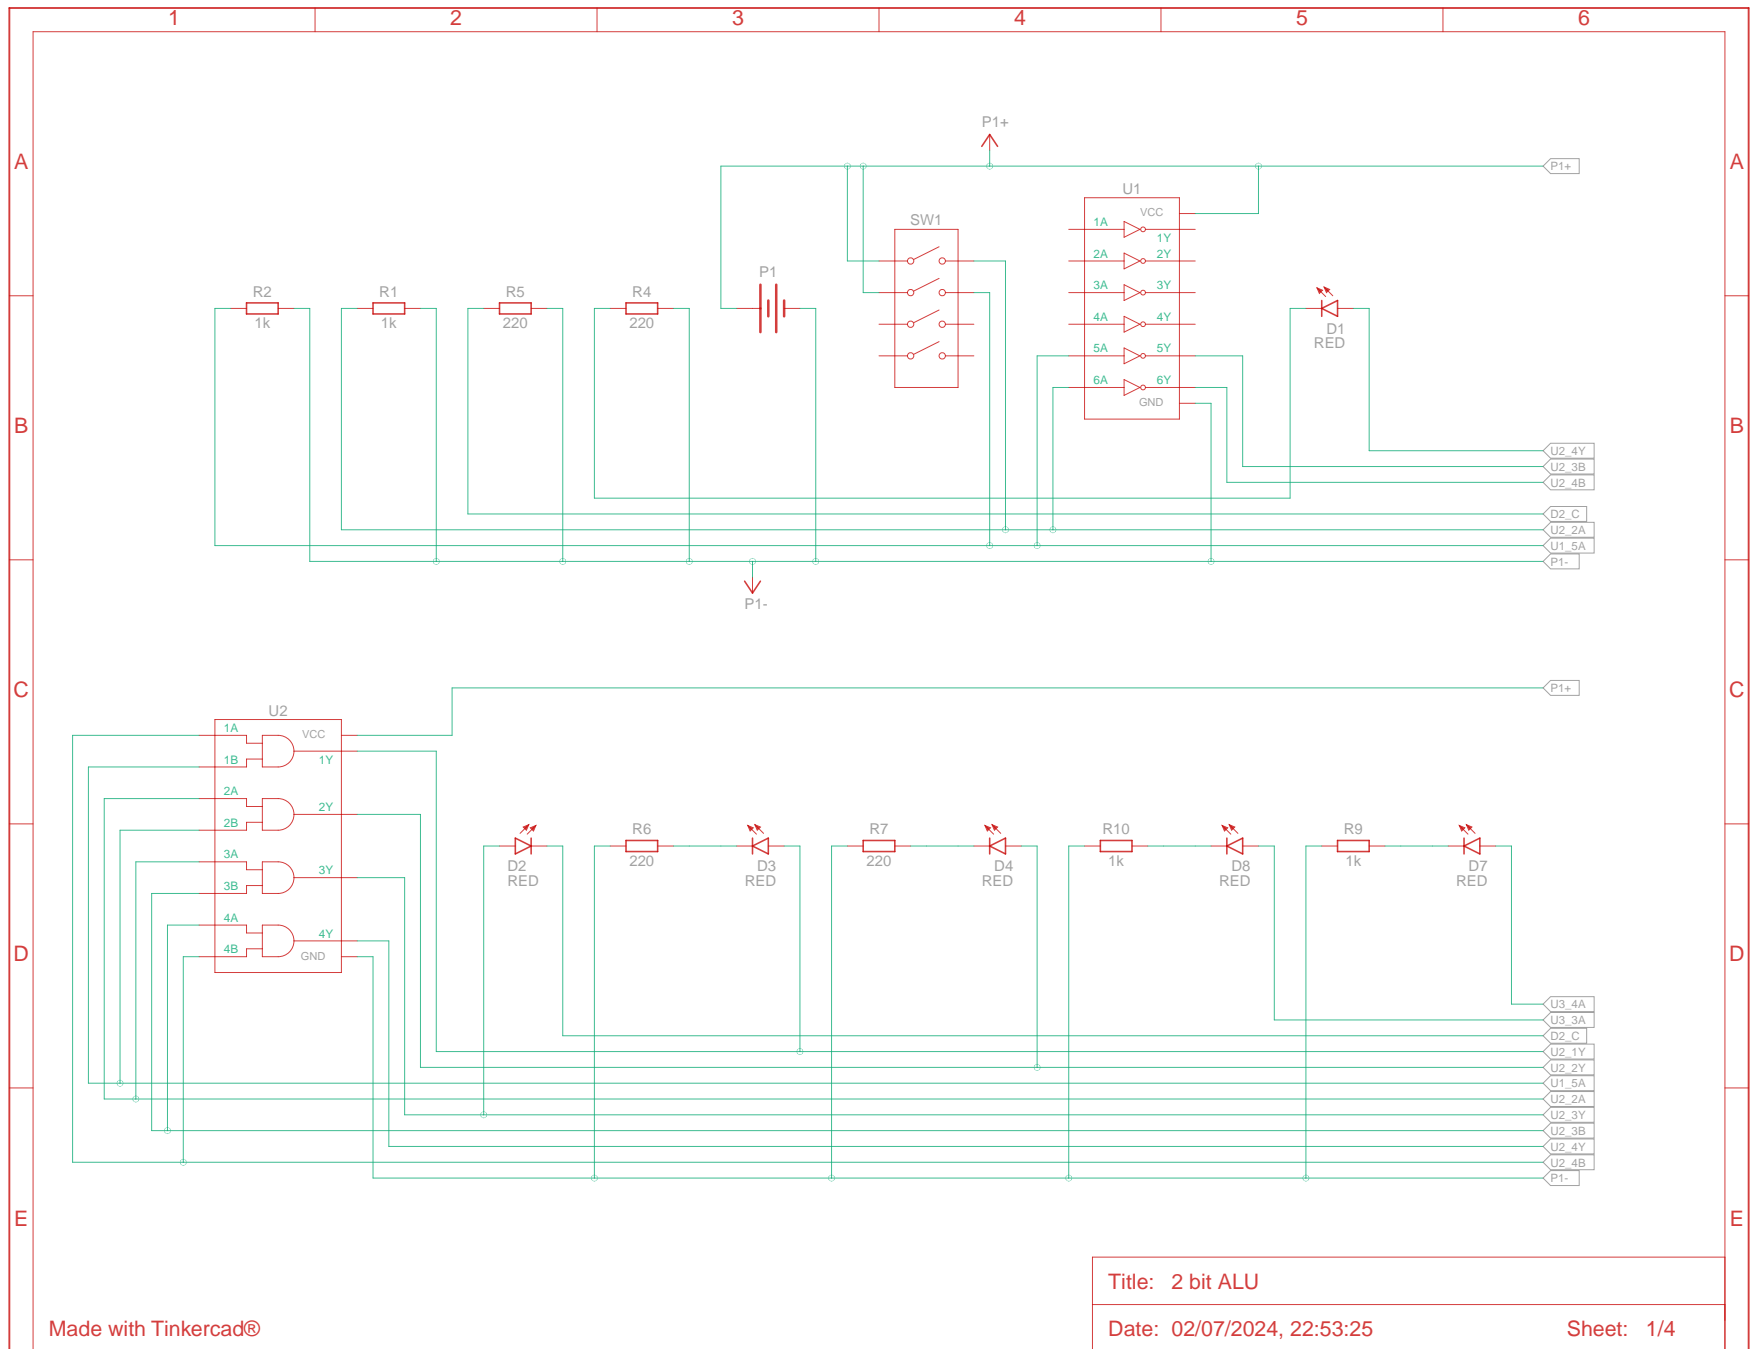 1 2 3 4 5 6
P1+
A A
P1+
U1
VCC
SW1
1A 1Y
2A 2Y
P1
R2 R1 R5 R4
3A 3Y
1k 1k 220 220
4A 4Y
D1
RED
5A 5Y
6A 6Y
GND
B B
U2_4Y
U2_3B
U2_4B
D2_C
U2_2A
U1_5A
P1-
P1-
C C
P1+
U2
1A VCC
1B 1Y
2A 2Y
2B
R6 R7 R10 R9
3A 3Y
220 220 1k 1k
D2 D3 D4 D8 D7
RED RED RED RED RED
3B
4A 4Y
4B GND
D D
U3_4A
U3_3A
D2_C
U2_1Y
U2_2Y
U1_5A
U2_2A
U2_3Y
U2_3B
U2_4Y
U2_4B
P1-
E E
Title: 2 bit ALU
Made with Tinkercad®
Date: 02/07/2024, 22:53:25 Sheet: 1/4